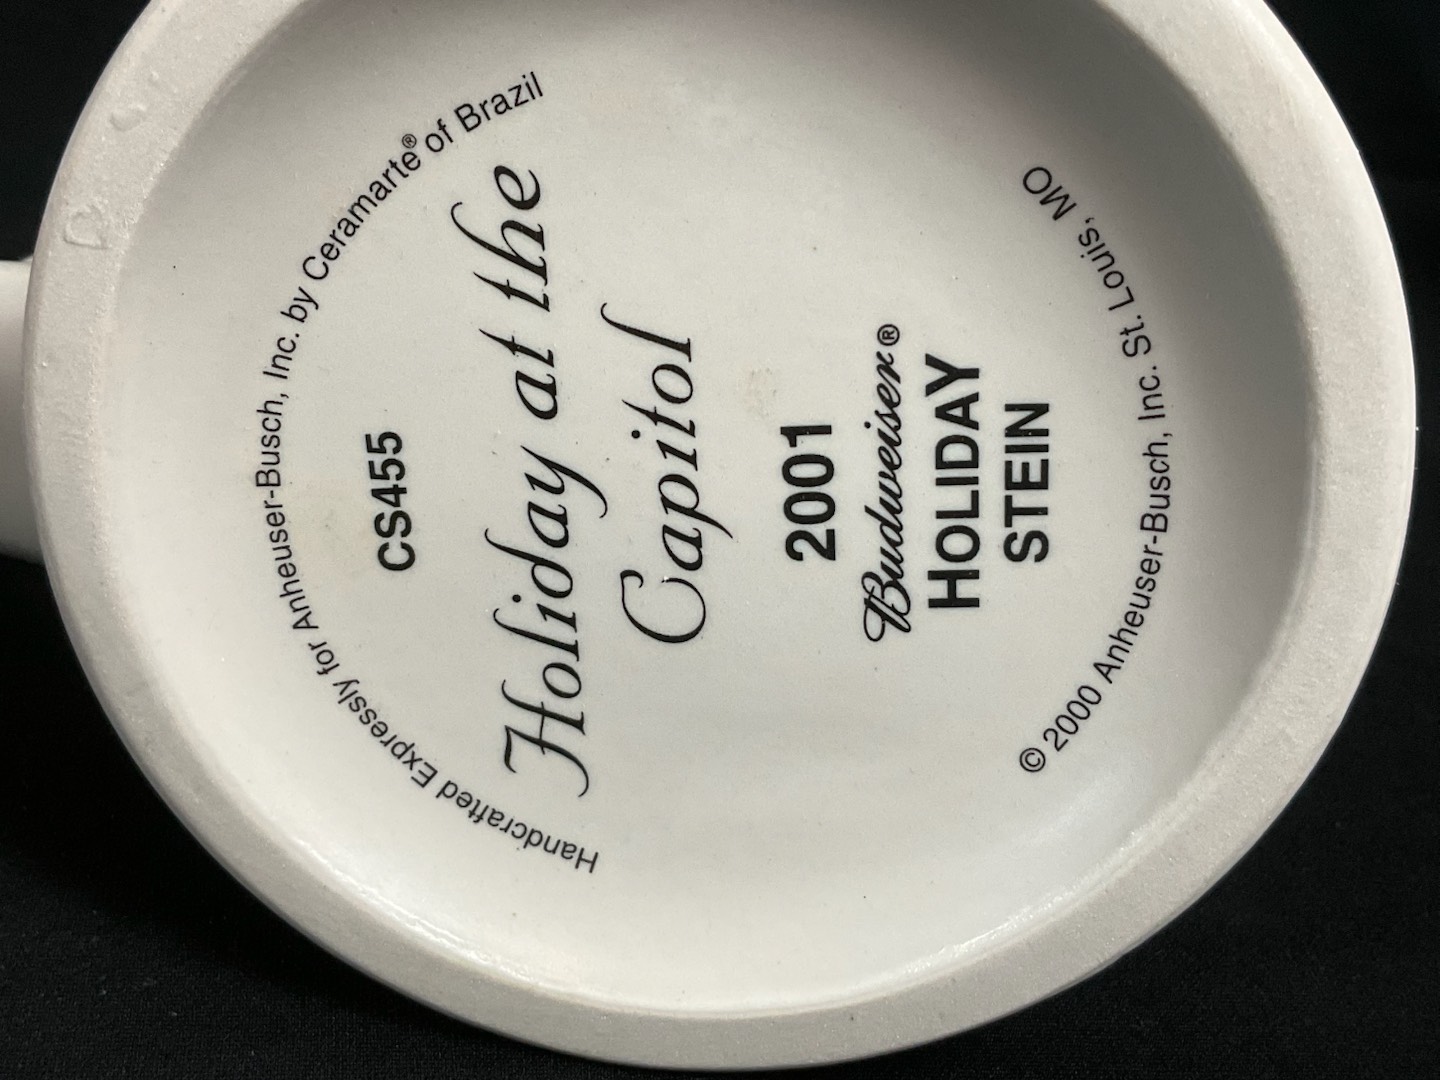 Handcrafted Expressly for Anheuser-Busch, Inc. by Ceramarte® of Brazil
CS455
Holiday at the
Capitol
2001
Budweiser®
HOLIDAY
STEIN
© 2000 Anheuser-Busch, Inc. St. Louis, MO